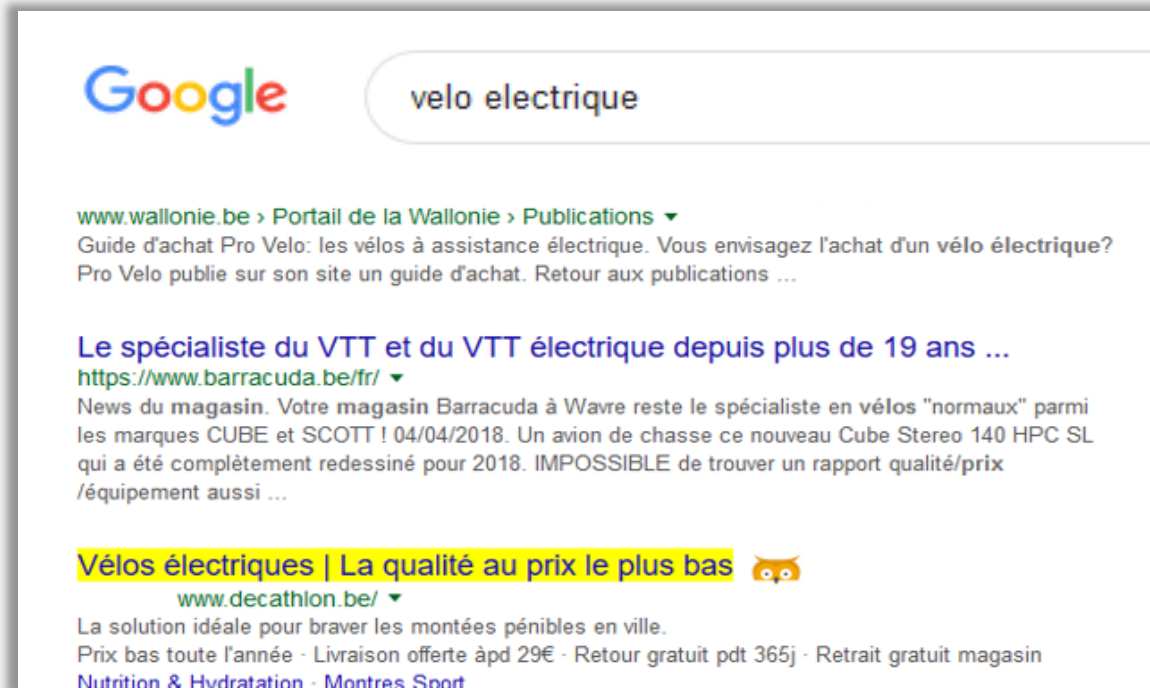 Google
velo electrique
www.wallonie.be › Portail de la Wallonie › Publications
Guide d'achat Pro Velo: les vélos à assistance électrique. Vous envisagez l'achat d'un vélo électrique?
Pro Velo publie sur son site un guide d'achat. Retour aux publications ...
Le spécialiste du VTT et du VTT électrique depuis plus de 19 ans ...
https://www.barracuda.be/fr/
News du magasin. Votre magasin Barracuda à Wavre reste le spécialiste en vélos "normaux" parmi
les marques CUBE et SCOTT ! 04/04/2018. Un avion de chasse ce nouveau Cube Stereo 140 HPC SL
qui a été complètement redessiné pour 2018. IMPOSSIBLE de trouver un rapport qualité/prix
/équipement aussi ...
Vélos électriques | La qualité au prix le plus bas
www.decathlon.be/
La solution idéale pour braver les montées pénibles en ville.
Prix bas toute l'année · Livraison offerte àpd 29€ · Retour gratuit pdt 365j · Retrait gratuit magasin
Nutrition & Hydratation · Montres Sport